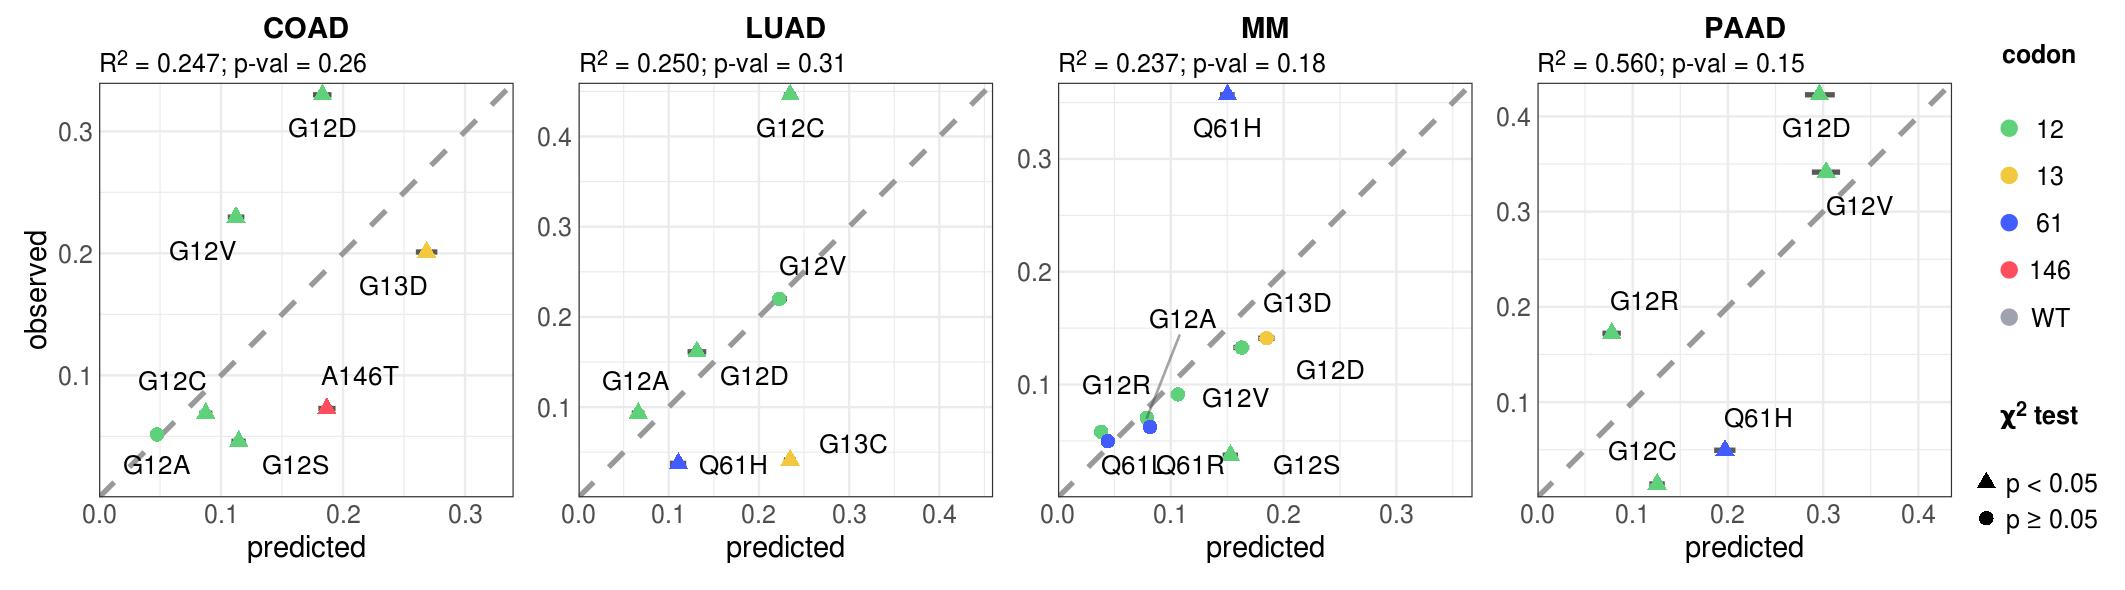 COAD
R² = 0.247; p-val = 0.26
observed
0.3
0.2
0.1
G12D
G12V
G13D
G12C
A146T
G12A
G12S
0.0 0.1 0.2 0.3
predicted
LUAD
R² = 0.250; p-val = 0.31
0.4
0.3
0.2
0.1
G12C
G12V
G12A
G12D
G13C
Q61H
0.0 0.1 0.2 0.3 0.4
predicted
MM
R² = 0.237; p-val = 0.18
0.3
0.2
0.1
Q61H
G13D
G12A
G12D
G12R
G12V
Q61L
Q61R
G12S
0.0 0.1 0.2 0.3
predicted
PAAD
R² = 0.560; p-val = 0.15
0.4
0.3
0.2
0.1
G12D
G12V
G12R
Q61H
G12C
0.0 0.1 0.2 0.3 0.4
predicted
codon
12
13
61
146
WT
χ² test
p < 0.05
p ≥ 0.05